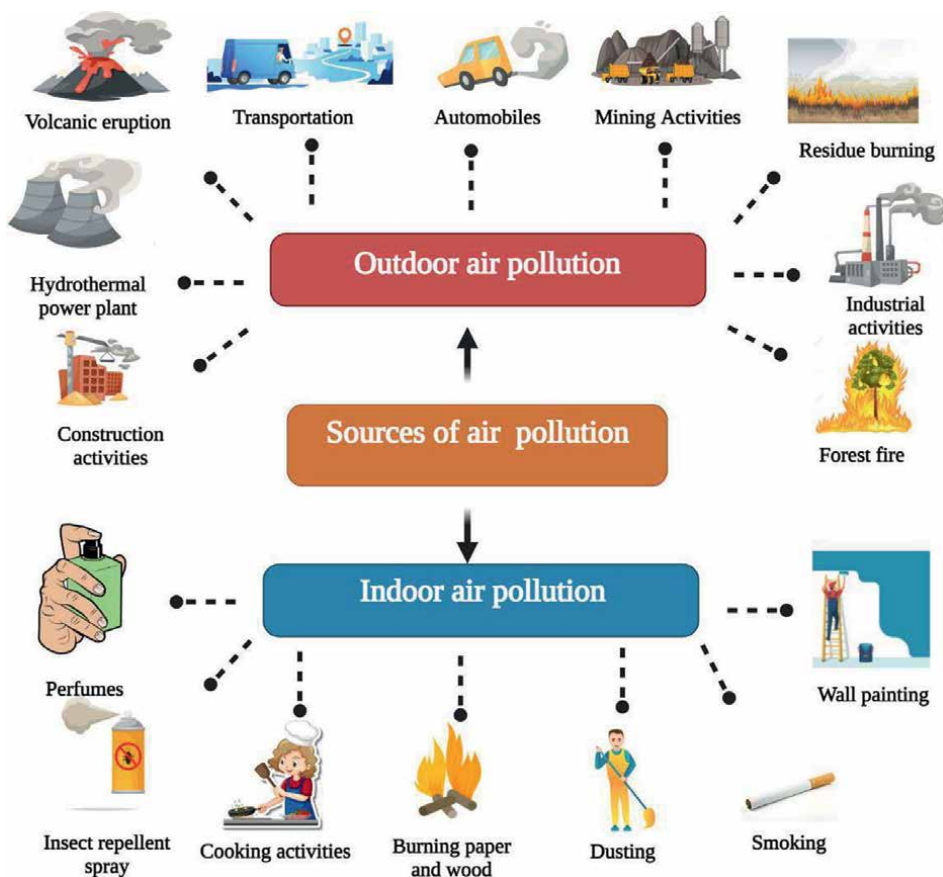 Volcanic eruption
Transportation
Automobiles
Mining Activities
Residue burning
Outdoor air pollution
Hydrothermal
power plant
Industrial
activities
Construction
activities
Sources of air pollution
Forest fire
Indoor air pollution
Perfumes
Wall painting
Insect repellent
spray
Cooking activities
Burning paper
and wood
Dusting
Smoking